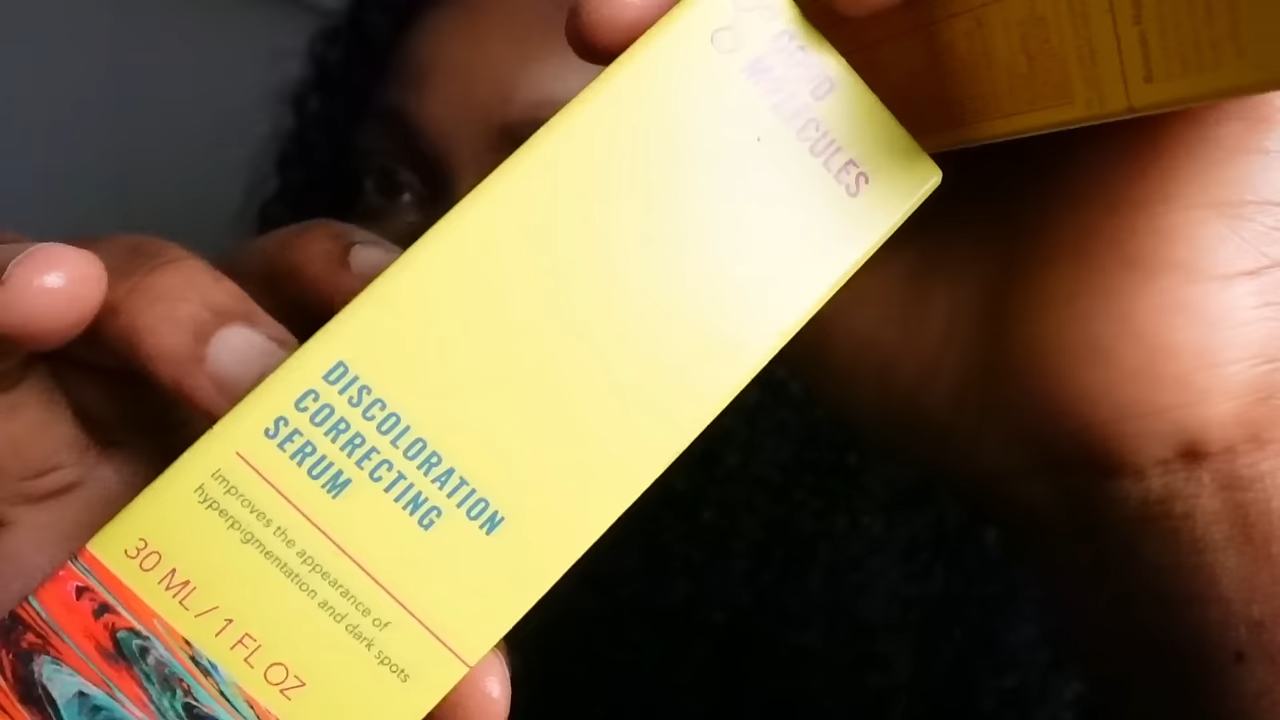 MOLECULES
DISCOLORATION
CORRECTING
SERUM
Improves the appearance of
hyperpigmentation and dark spots
30 ML / 1 FL OZ